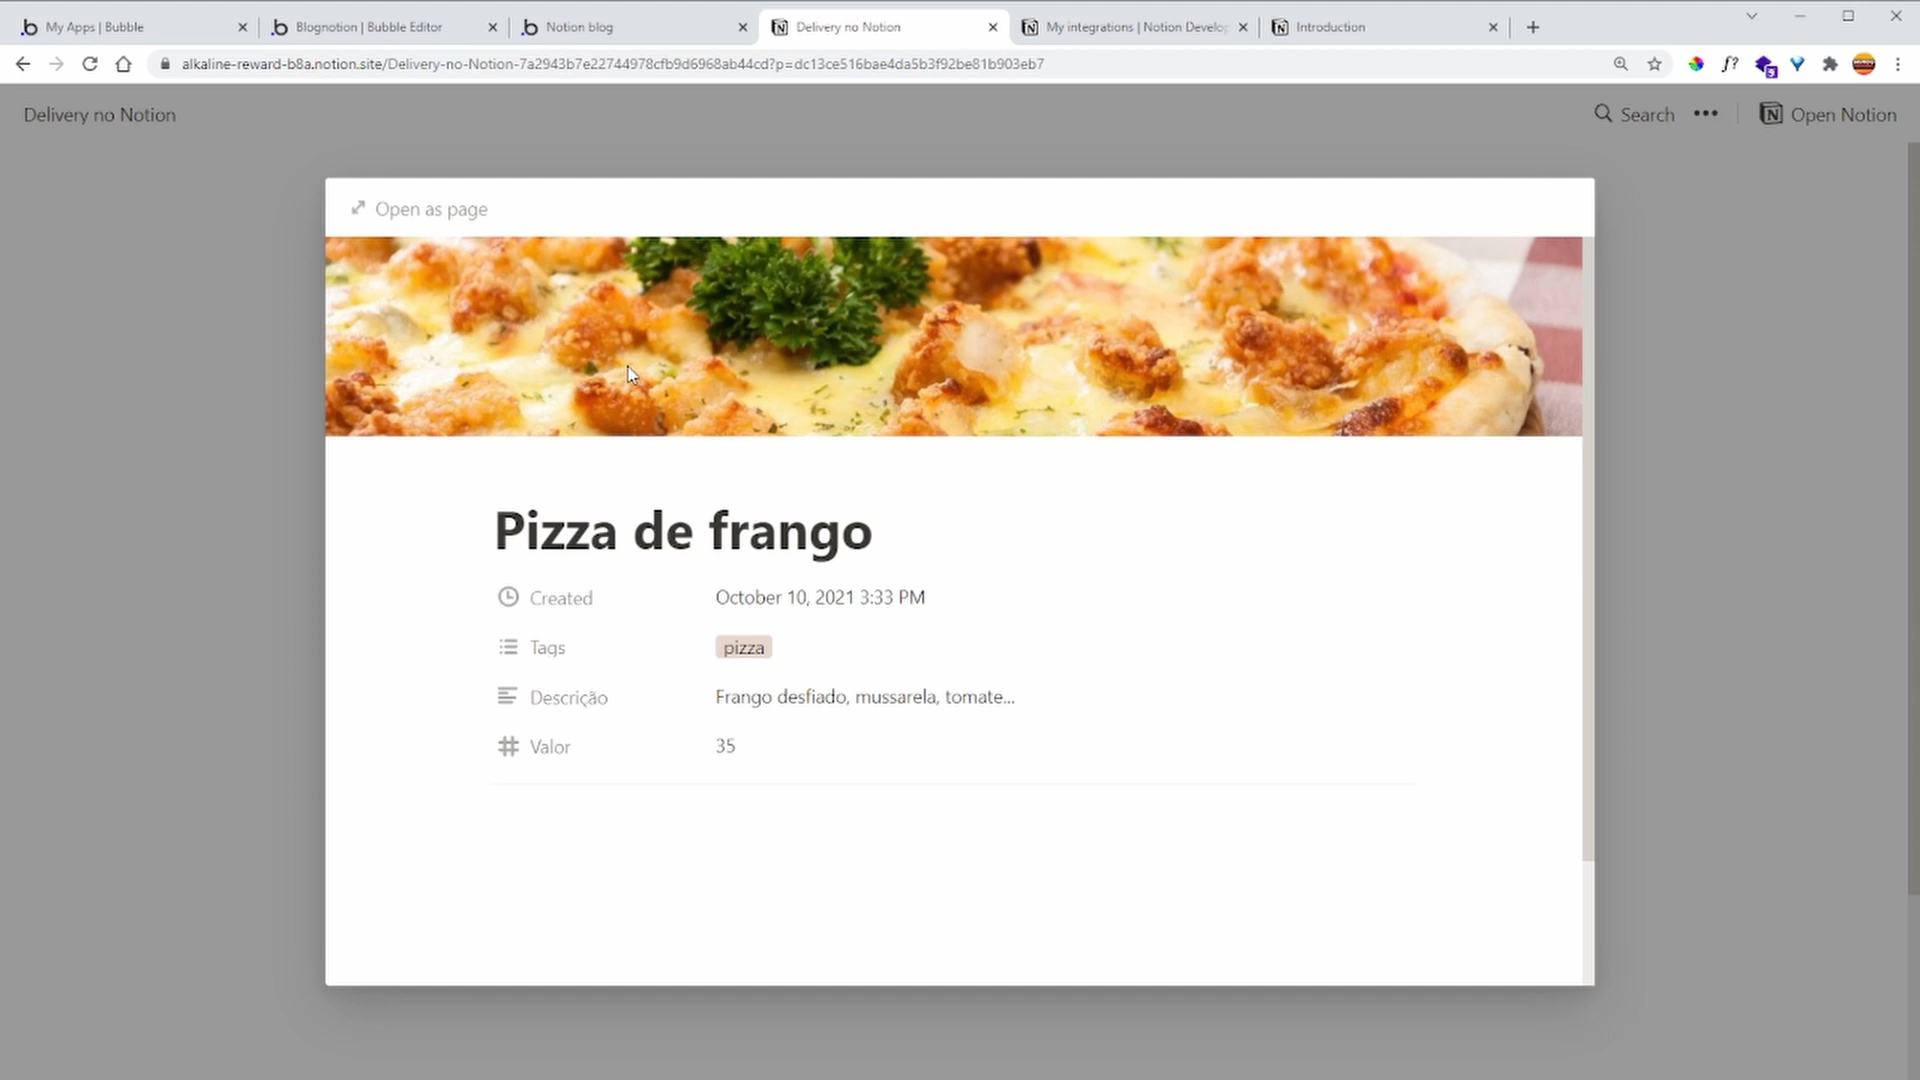 My Apps | Bubble
Blognotion | Bubble Editor
Notion blog
Delivery no Notion
My integrations | Notion Develop
Introduction
alkaline-reward-b8a.notion.site/Delivery-no-Notion-7a2943b7e22744978cfb9d6968ab44cd?p=dc13ce516bae4da5b3f92be81b903eb7
f?
Delivery no Notion
Search
Open Notion
Open as page
Pizza de frango
Created October 10, 2021 3:33 PM
Tags pizza
Descrição Frango desfiado, mussarela, tomate...
Valor 35